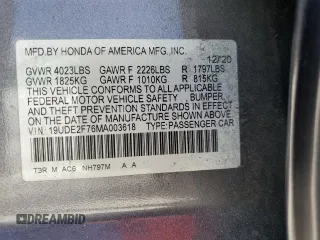 MFD. BY HONDA OF AMERICA MFG., INC. 12/20
GVWR 4023LBS GAWR F 2226LBS R 1797LBS
GVWR 1825KG GAWR F 1010KG R 815KG
THIS VEHICLE CONFORMS TO ALL APPLICABLE
FEDERAL MOTOR VEHICLE SAFETY, BUMPER,
AND THEFT PREVENTION STANDARDS IN EFFECT
ON THE DATE OF MANUFACTURE SHOWN ABOVE.
VIN: 19UDE2F76MA003618 TYPE:PASSENGER CAR
T3R M AC6 NH797M A A
DREAMBID.COM